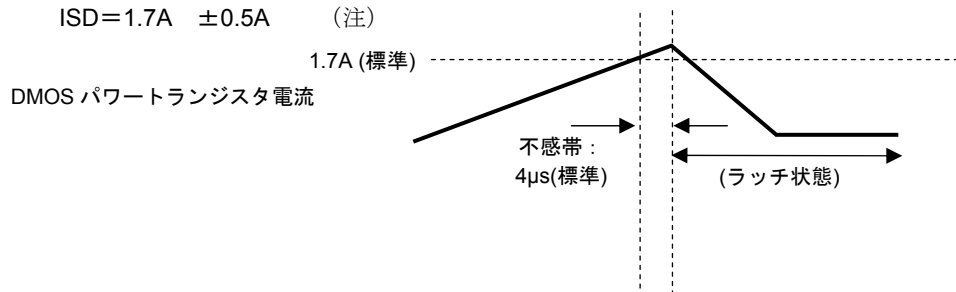 ISD＝1.7A　±0.5A　（注）
1.7A (標準)
DMOS パワートランジスタ電流
不感帯：
4μs(標準)
(ラッチ状態)